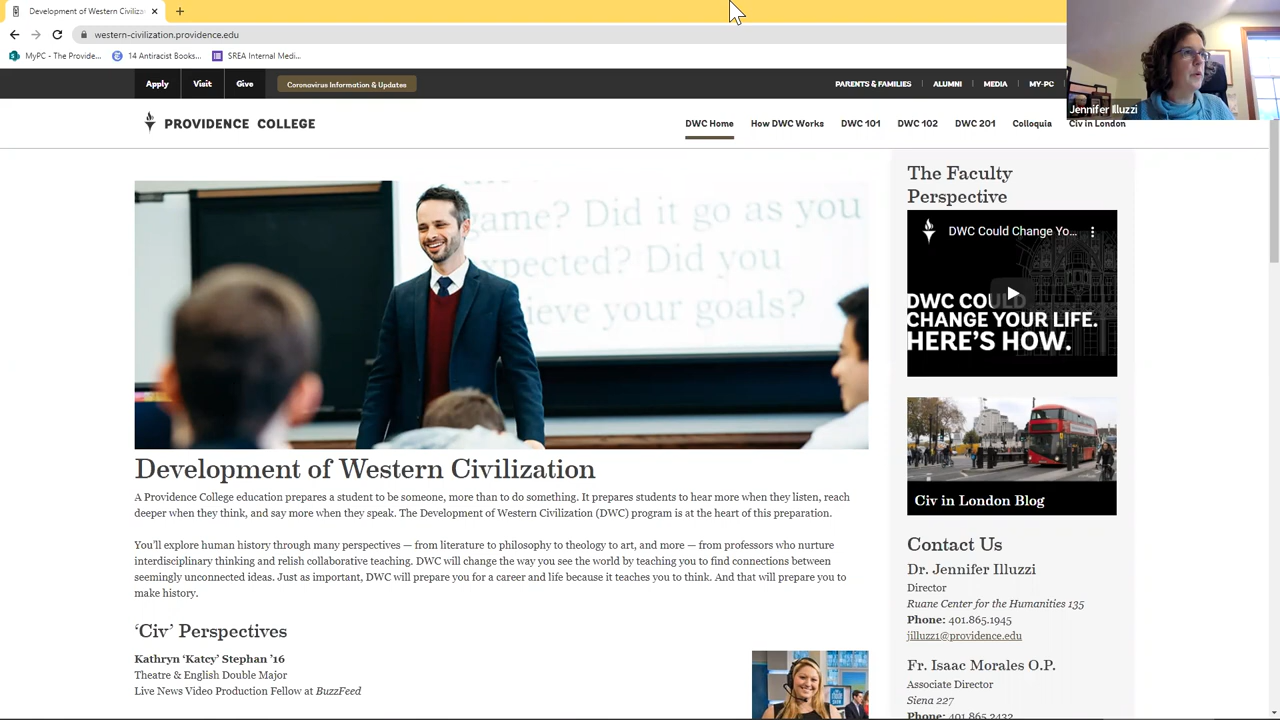 Development of Western Civiliza
western-civilization.providence.edu
MyPC - The Provide...
14 Antiracist Books...
SREA Internal Medi...
Apply
Visit
Give
Coronavirus Information & Updates
PARENTS & FAMILIES
ALUMNI
MEDIA
MY-PC
Jennifer Illuzzi
PROVIDENCE COLLEGE
DWC Home
How DWC Works
DWC 101
DWC 102
DWC 201
Colloquia
Civ in London
game? Did it go as you
expected? Did you
ieve your goals?
Development of Western Civilization
A Providence College education prepares a student to be someone, more than to do something. It prepares students to hear more when they listen, reach
deeper when they think, and say more when they speak. The Development of Western Civilization (DWC) program is at the heart of this preparation.
You'll explore human history through many perspectives — from literature to philosophy to theology to art, and more — from professors who nurture
interdisciplinary thinking and relish collaborative teaching. DWC will change the way you see the world by teaching you to find connections between
seemingly unconnected ideas. Just as important, DWC will prepare you for a career and life because it teaches you to think. And that will prepare you to
make history.
'Civ' Perspectives
Kathryn 'Katcy' Stephan '16
Theatre & English Double Major
Live News Video Production Fellow at BuzzFeed
The Faculty
Perspective
DWC Could Change Yo...
DWC COULD
CHANGE YOUR LIFE.
HERE'S HOW.
Civ in London Blog
Contact Us
Dr. Jennifer Illuzzi
Director
Ruane Center for the Humanities 135
Phone: 401.865.1945
jilluzz1@providence.edu
Fr. Isaac Morales O.P.
Associate Director
Siena 227
Phone: 401.865.2432